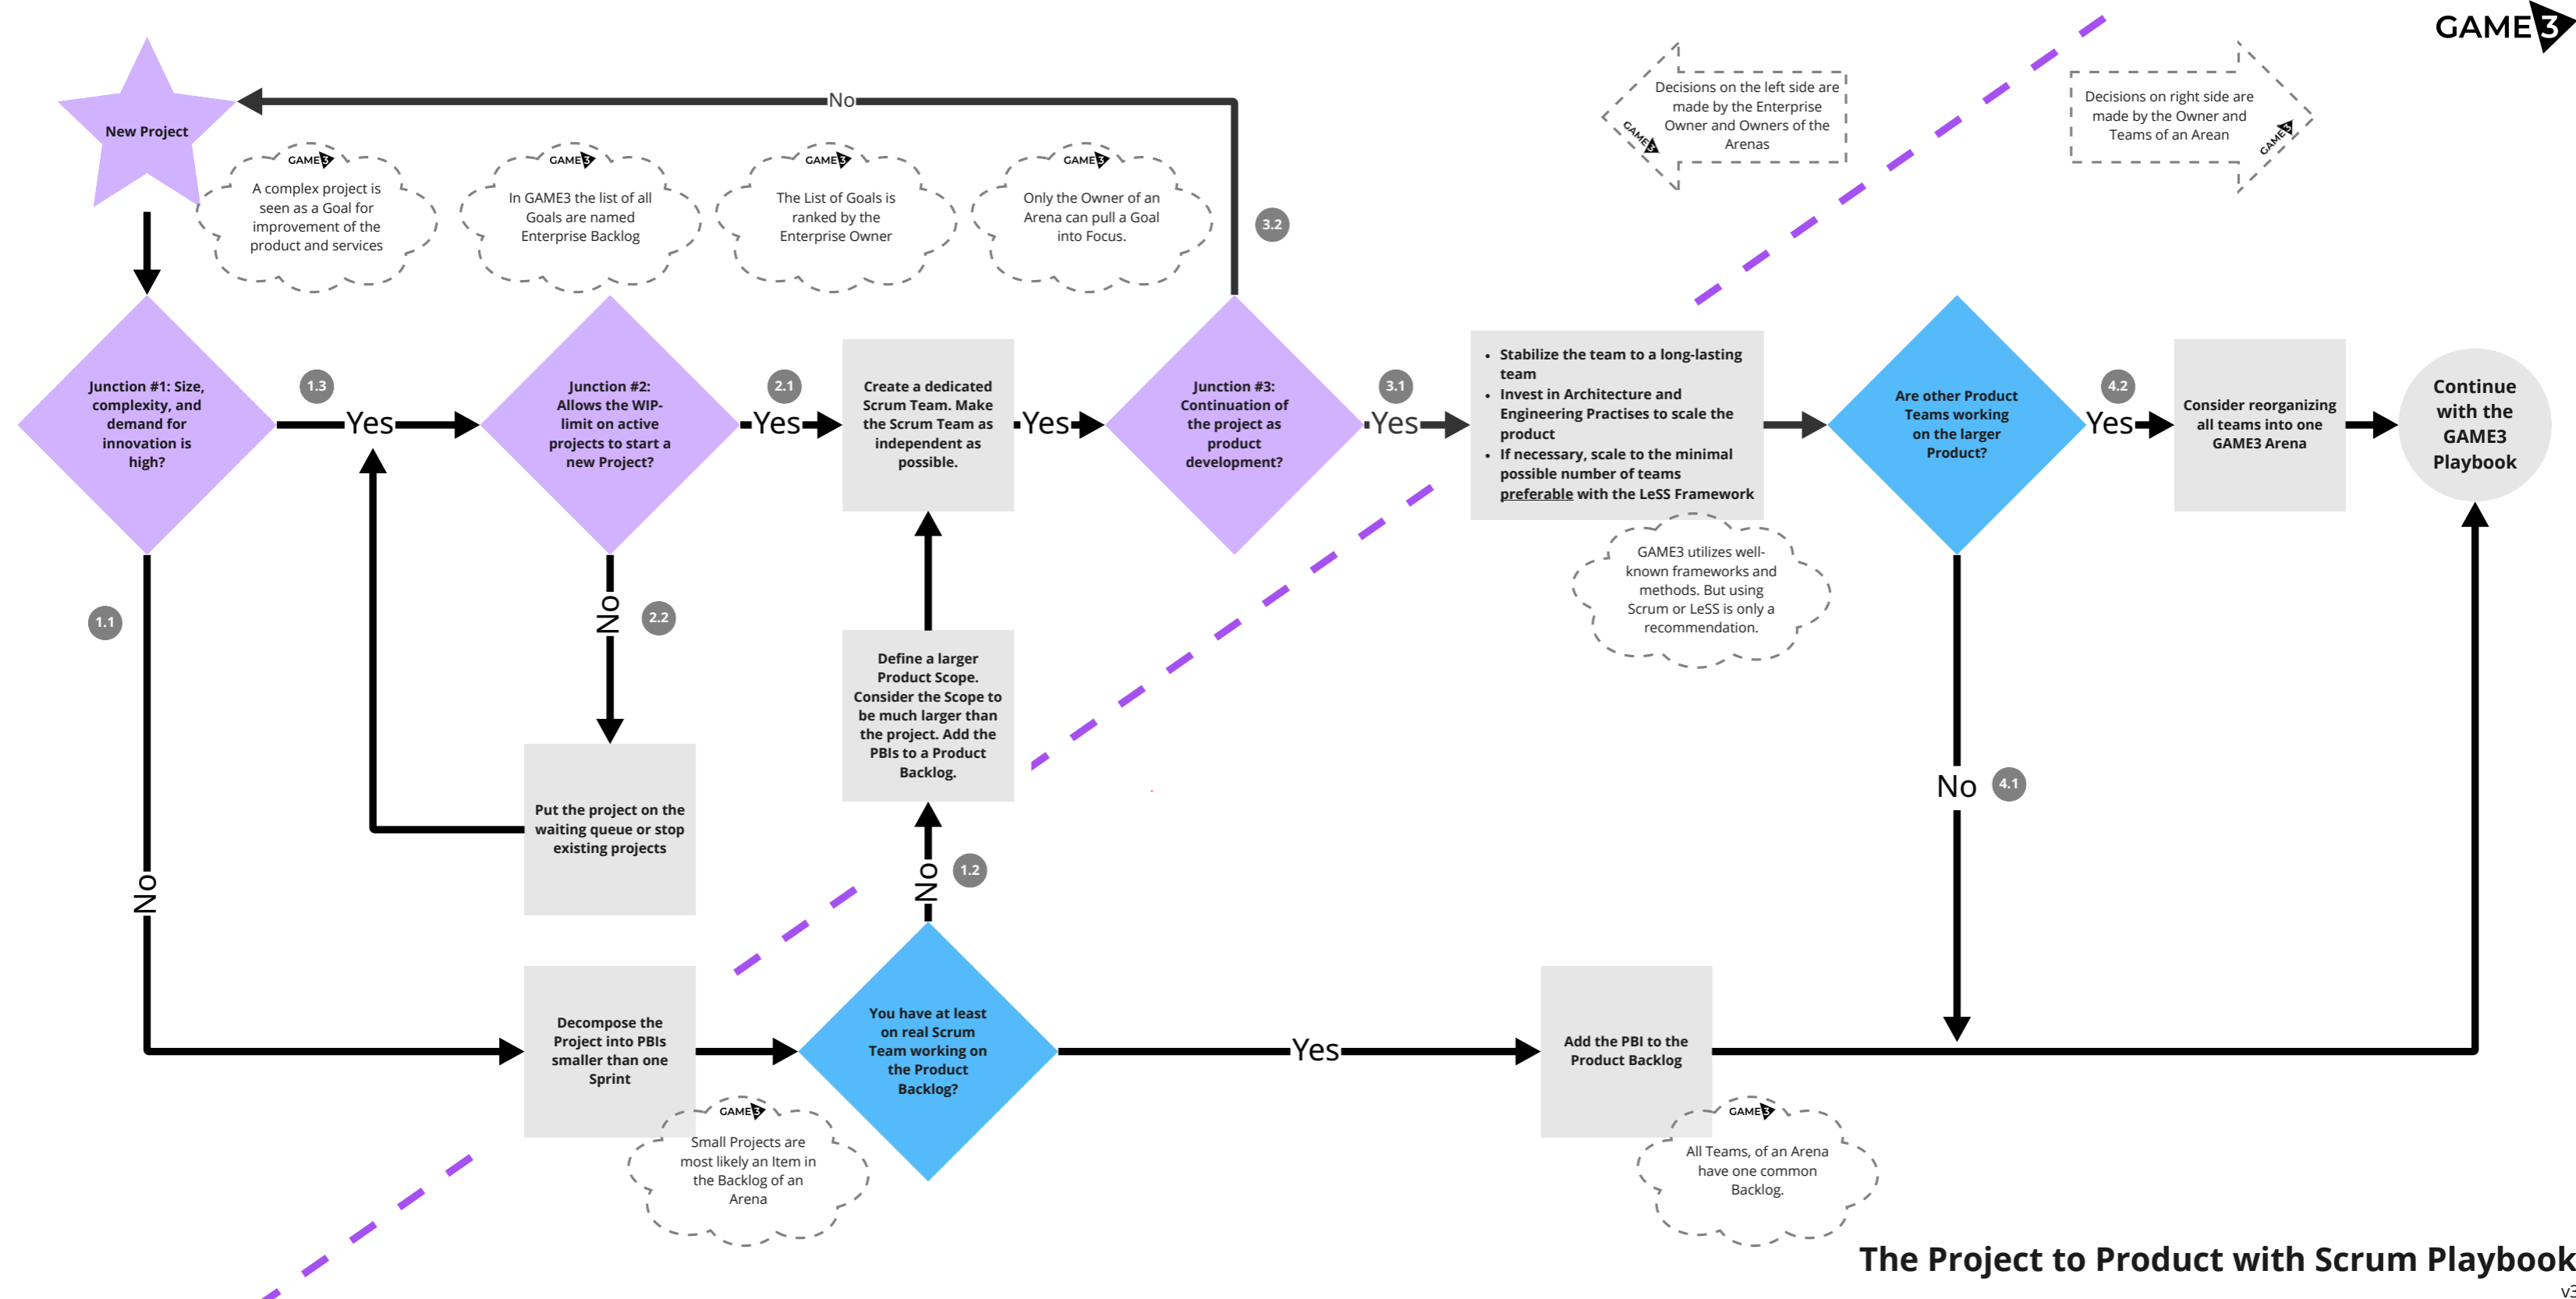 GAME3
New Project
No
Decisions on the left side are
made by the Enterprise
Owner and Owners of the
Arenas
GAME3
Decisions on right side are
made by the Owner and
Teams of an Arean
GAME3
GAME3
A complex project is
seen as a Goal for
improvement of the
product and services
GAME3
In GAME3 the list of all
Goals are named
Enterprise Backlog
GAME3
The List of Goals is
ranked by the
Enterprise Owner
GAME3
Only the Owner of an
Arena can pull a Goal
into Focus.
3.2
Junction #1: Size,
complexity, and
demand for
innovation is
high?
1.3
Yes
Junction #2:
Allows the WIP-
limit on active
projects to start a
new Project?
2.1
Yes
Create a dedicated
Scrum Team. Make
the Scrum Team as
independent as
possible.
Yes
Junction #3:
Continuation of
the project as
product
development?
3.1
Yes
• Stabilize the team to a long-lasting
team
• Invest in Architecture and
Engineering Practises to scale the
product
• If necessary, scale to the minimal
possible number of teams
preferable with the LeSS Framework
Are other Product
Teams working
on the larger
Product?
4.2
Yes
Consider reorganizing
all teams into one
GAME3 Arena
Continue
with the
GAME3
Playbook
GAME3 utilizes well-
known frameworks and
methods. But using
Scrum or LeSS is only a
recommendation.
1.1
No
No
2.2
Define a larger
Product Scope.
Consider the Scope to
be much larger than
the project. Add the
PBIs to a Product
Backlog.
Put the project on the
waiting queue or stop
existing projects
No
1.2
No
4.1
Decompose the
Project into PBIs
smaller than one
Sprint
You have at least
on real Scrum
Team working on
the Product
Backlog?
Yes
Add the PBI to the
Product Backlog
GAME3
Small Projects are
most likely an Item in
the Backlog of an
Arena
GAME3
All Teams, of an Arena
have one common
Backlog.
The Project to Product with Scrum Playbook
v3